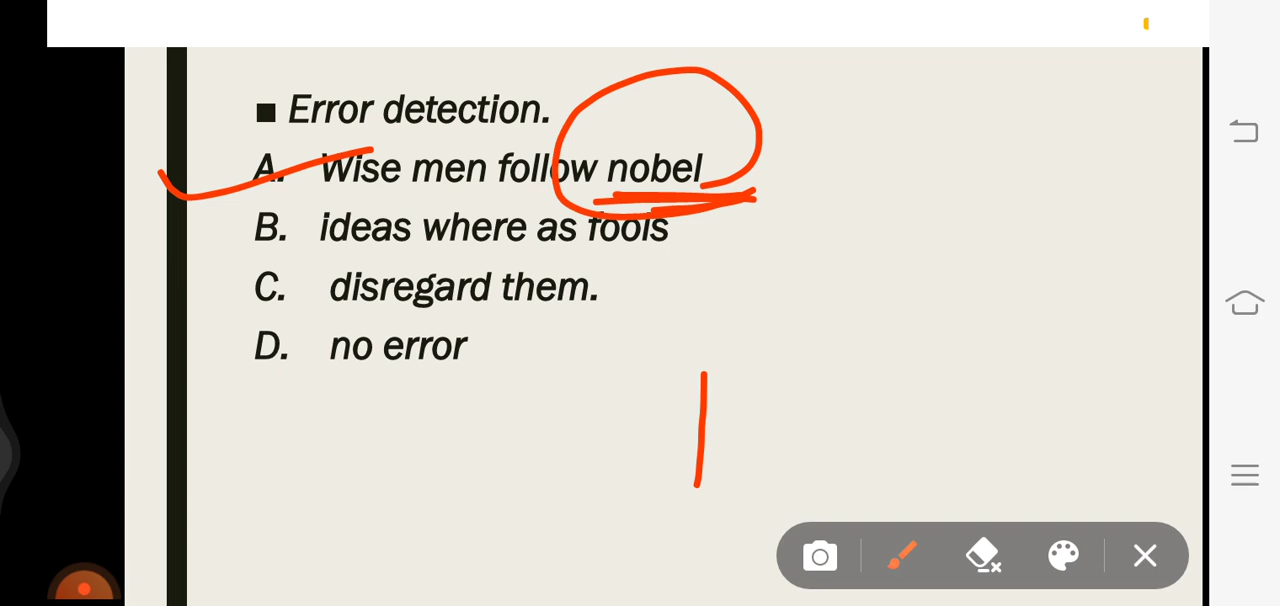 ■ Error detection.
A. Wise men follow nobel
B. ideas where as fools
C. disregard them.
D. no error